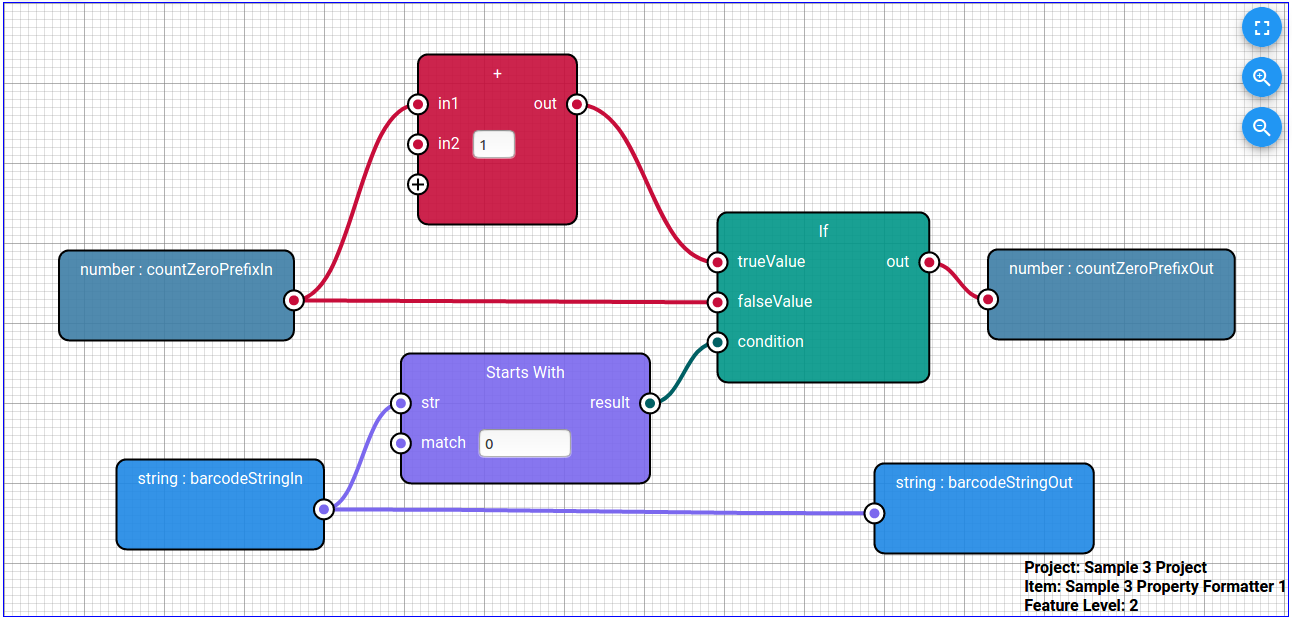 +
in1 out
in2 1
number : countZeroPrefixIn
If
trueValue out
falseValue
condition
number : countZeroPrefixOut
Starts With
str result
match 0
string : barcodeStringIn
string : barcodeStringOut
Project: Sample 3 Project
Item: Sample 3 Property Formatter 1
Feature Level: 2